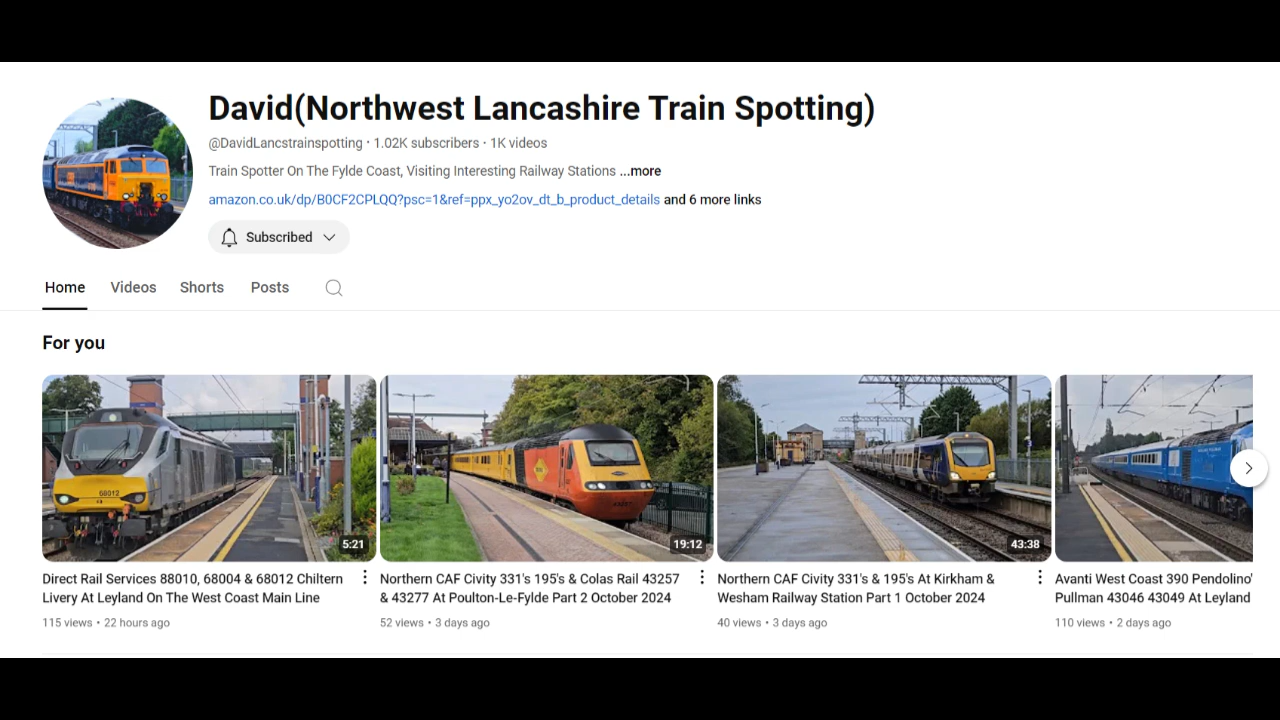 David(Northwest Lancashire Train Spotting)
@DavidLancstrainspotting · 1.02K subscribers · 1K videos
Train Spotter On The Fylde Coast, Visiting Interesting Railway Stations ...more
amazon.co.uk/dp/B0CF2CPLQQ?psc=1&ref=ppx_yo2ov_dt_b_product_details and 6 more links
Subscribed
Home Videos Shorts Posts
For you
68012
5:21
19:12
43:38
Direct Rail Services 88010, 68004 & 68012 Chiltern
Livery At Leyland On The West Coast Main Line
115 views · 22 hours ago
Northern CAF Civity 331's 195's & Colas Rail 43257
& 43277 At Poulton-Le-Fylde Part 2 October 2024
52 views · 3 days ago
Northern CAF Civity 331's & 195's At Kirkham &
Wesham Railway Station Part 1 October 2024
40 views · 3 days ago
Avanti West Coast 390 Pendolino'
Pullman 43046 43049 At Leyland
110 views · 2 days ago